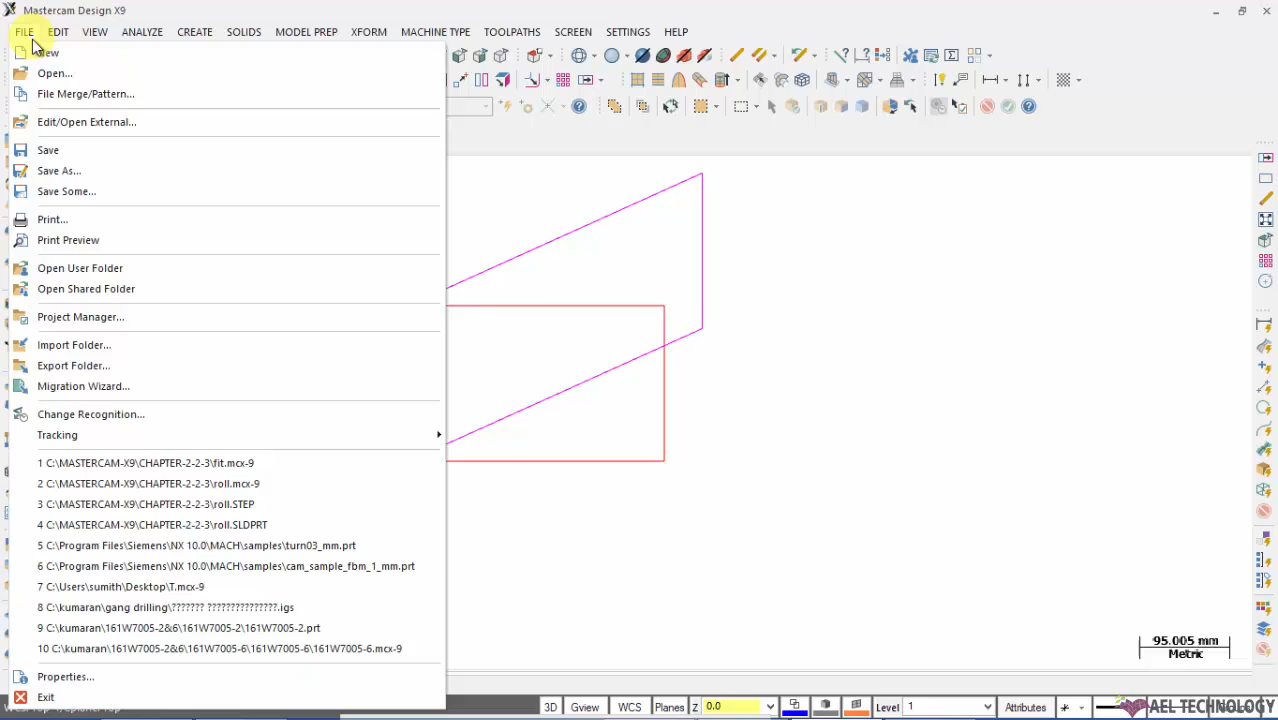 Mastercam Design X9
FILE EDIT VIEW ANALYZE CREATE SOLIDS MODEL PREP XFORM MACHINE TYPE TOOLPATHS SCREEN SETTINGS HELP
Open...
File Merge/Pattern...
Edit/Open External...
Save
Save As...
Save Some...
Print...
Print Preview
Open User Folder
Open Shared Folder
Project Manager...
Import Folder...
Export Folder...
Migration Wizard...
Change Recognition...
Tracking
1 C:\MASTERCAM-X9\CHAPTER-2-2-3\fit.mcx-9
2 C:\MASTERCAM-X9\CHAPTER-2-2-3\roll.mcx-9
3 C:\MASTERCAM-X9\CHAPTER-2-2-3\roll.STEP
4 C:\MASTERCAM-X9\CHAPTER-2-2-3\roll.SLDPRT
5 C:\Program Files\Siemens\NX 10.0\MACH\samples\turn03_mm.prt
6 C:\Program Files\Siemens\NX 10.0\MACH\samples\cam_sample_fbm_1_mm.prt
7 C:\Users\sumith\Desktop\T.mcx-9
8 C:\kumaran\gang drilling\??????? ??????????????.igs
9 C:\kumaran\161W7005-2&6\161W7005-2\161W7005-2.prt
10 C:\kumaran\161W7005-2&6\161W7005-6\161W7005-6\161W7005-6.mcx-9
Properties...
Exit
95.005 mm
Metric
3D Gview WCS Planes Z 0.0 Level 1 Attributes
AEL TECHNOLOGY